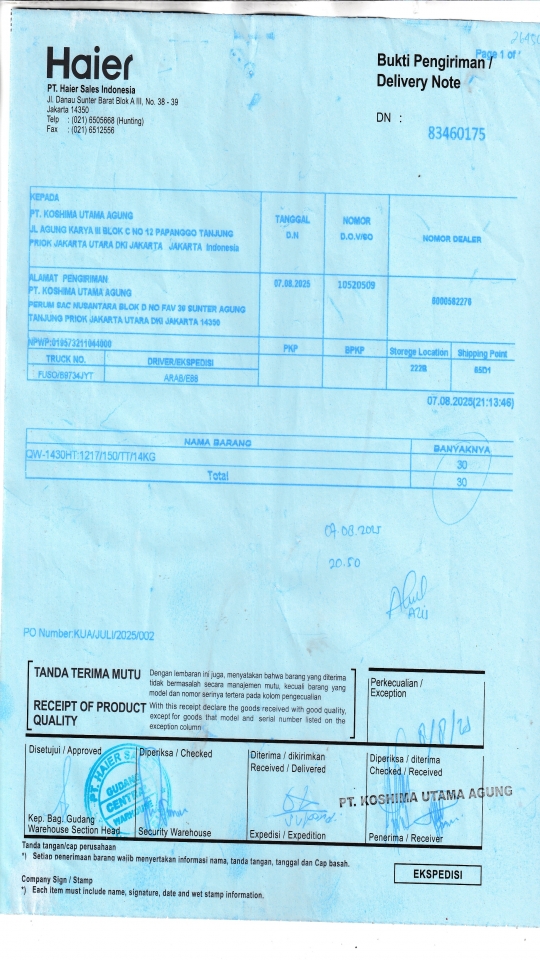 Haier
PT. Haier Sales Indonesia
Jl. Danau Sunter Barat Blok A III, No. 38 - 39
Jakarta 14350
Telp : (021) 6505668 (Hunting)
Fax : (021) 6512556
Page 1 of
Bukti Pengiriman /
Delivery Note
DN :
83460175
KEPADA
PT. KOSHIMA UTAMA AGUNG
JL AGUNG KARYA III BLOK C NO 12 PAPANGGO TANJUNG
PRIOK JAKARTA UTARA DKI JAKARTA JAKARTA Indonesia
TANGGAL
D.N
NOMOR
D.O.V/SO
NOMOR DEALER
ALAMAT PENGIRIMAN
PT. KOSHIMA UTAMA AGUNG
PERUM SAC NUSANTARA BLOK D NO PAV 36 SUNTER AGUNG
TANJUNG PRIOK JAKARTA UTARA DKI JAKARTA 14350
07.08.2025
10520509
NPWP:
PKP
BPKP
Storage Location
Shipping Point
TRUCK NO.
DRIVER/EKSPEDISI
222B
FUSO/B9734JYT
07.08.2025(21:13:46)
NAMA BARANG
BANYAKNYA
QW-1430HT 1217/150/TT/14KG
30
Total
30
07.08.2025
20.50
Azis
PO Number:KUA/JULI/2025/002
TANDA TERIMA MUTU
Dengan lembaran ini juga, menyatakan bahwa barang yang diterima
tidak bermasalah secara manajemen mutu, kecuali barang yang
model dan nomor serinya tertera pada kolom pengecualian
RECEIPT OF PRODUCT
QUALITY
With this receipt declare the goods received with good quality,
except for goods that model and serial number listed on the
exception column
Perkecualian /
Exception
Disetujui / Approved
Diperiksa / Checked
Diterima / dikirimkan
Received / Delivered
Diperiksa / diterima
Checked / Received
PT. HAIER SA
GUDANG
CENTRAL
WAREHOUSE
PT. KOSHIMA UTAMA AGUNG
Kep. Bag. Gudang
Warehouse Section Head
Security Warehouse
Expedisi / Expedition
Penerima / Receiver
Tanda tangan/cap perusahaan
*) Setiap penerimaan barang wajib menyertakan informasi nama, tanda tangan, tanggal dan Cap basah.
EKSPEDISI
Company Sign / Stamp
*) Each item must include name, signature, date and wet stamp information.